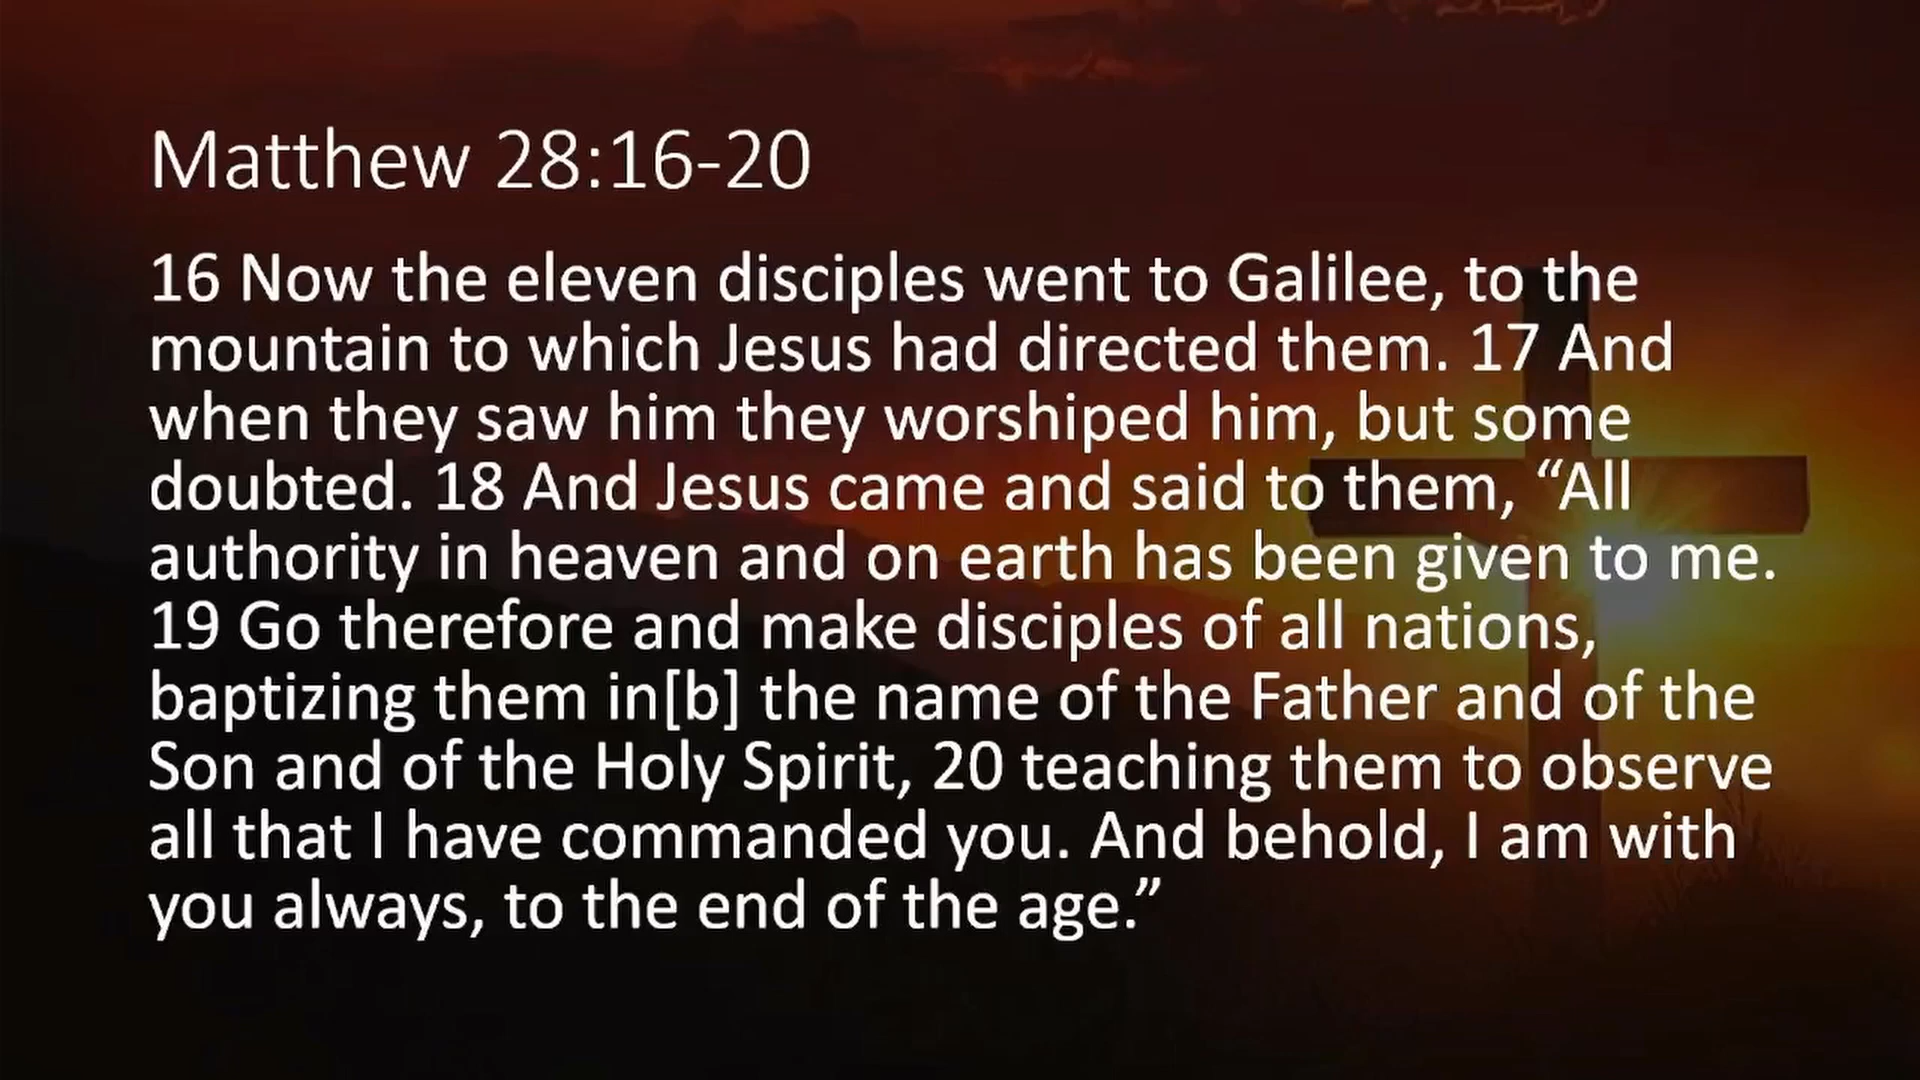 Matthew 28:16-20
16 Now the eleven disciples went to Galilee, to the
mountain to which Jesus had directed them. 17 And
when they saw him they worshiped him, but some
doubted. 18 And Jesus came and said to them, “All
authority in heaven and on earth has been given to me.
19 Go therefore and make disciples of all nations,
baptizing them in[b] the name of the Father and of the
Son and of the Holy Spirit, 20 teaching them to observe
all that I have commanded you. And behold, I am with
you always, to the end of the age.”